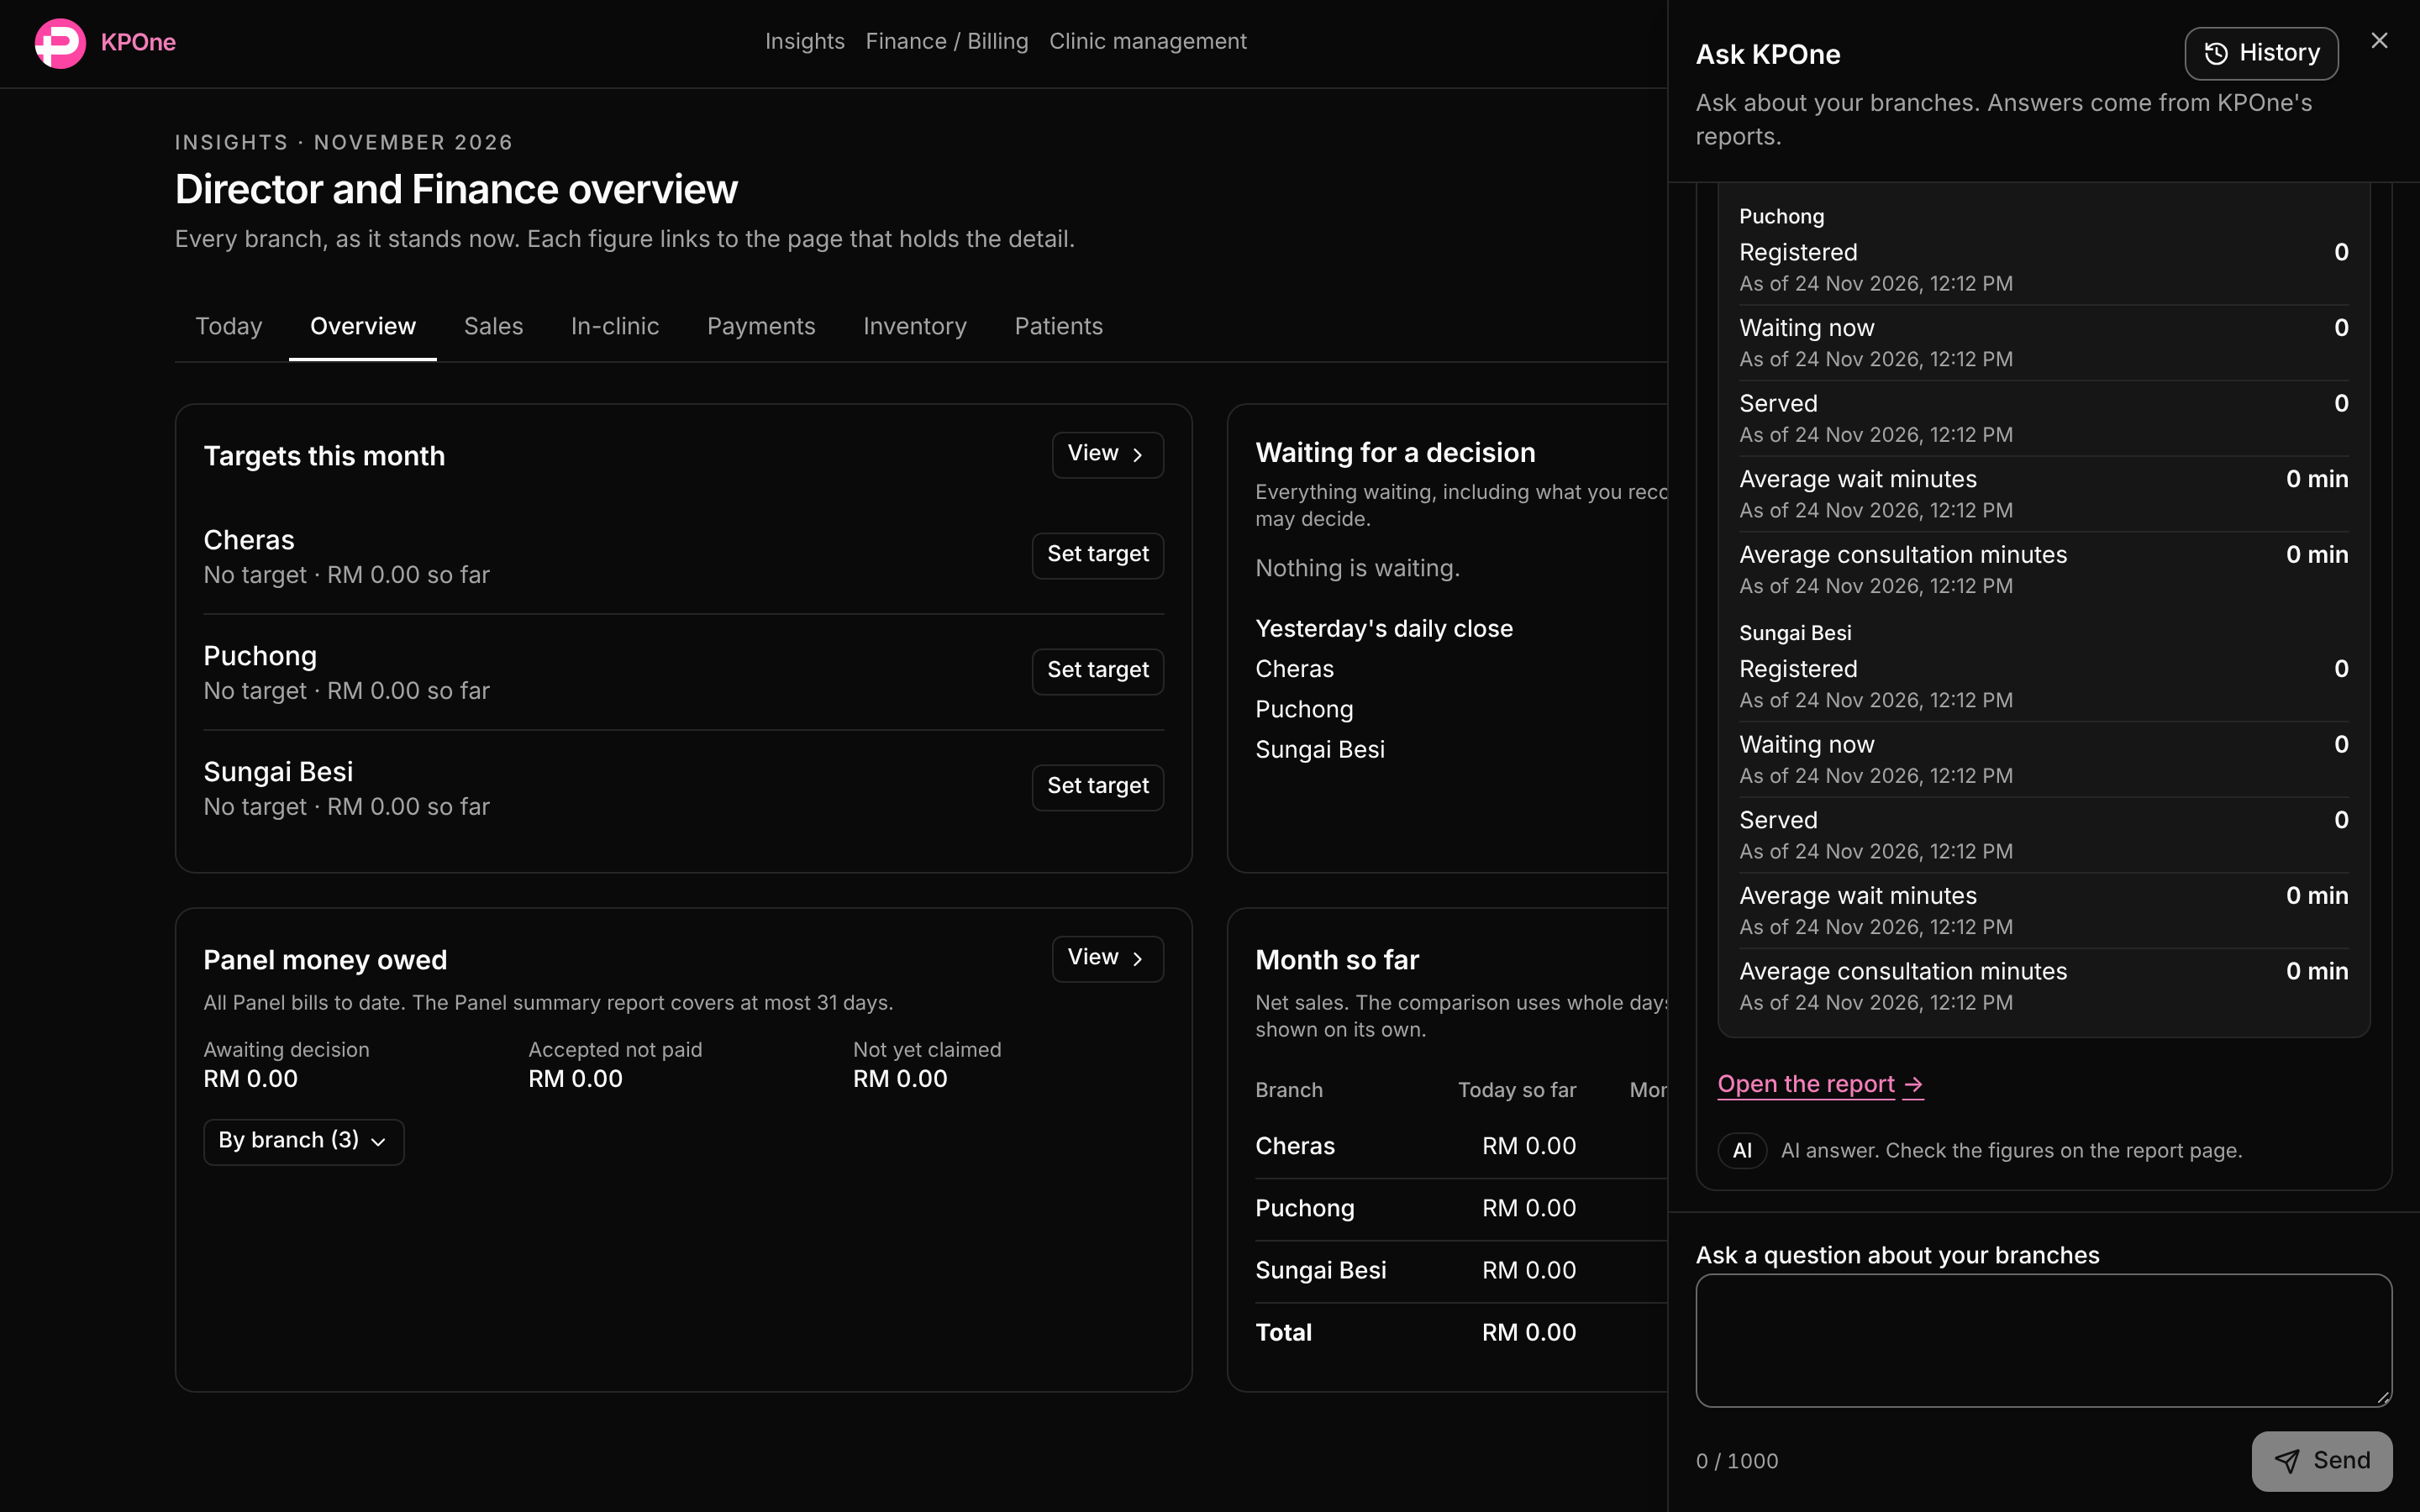 KPOne
Insights
Finance / Billing
Clinic management
INSIGHTS · NOVEMBER 2026
Director and Finance overview
Every branch, as it stands now. Each figure links to the page that holds the detail.
Today
Overview
Sales
In-clinic
Payments
Inventory
Patients
Targets this month
View
Cheras
No target · RM 0.00 so far
Set target
Puchong
No target · RM 0.00 so far
Set target
Sungai Besi
No target · RM 0.00 so far
Set target
Waiting for a decision
Everything waiting, including what you reco
may decide.
Nothing is waiting.
Yesterday's daily close
Cheras
Puchong
Sungai Besi
Panel money owed
View
All Panel bills to date. The Panel summary report covers at most 31 days.
Awaiting decision
RM 0.00
Accepted not paid
RM 0.00
Not yet claimed
RM 0.00
By branch (3)
Month so far
Net sales. The comparison uses whole days
shown on its own.
Branch Today so far Mor
Cheras RM 0.00
Puchong RM 0.00
Sungai Besi RM 0.00
Total RM 0.00
Ask KPOne
History
Ask about your branches. Answers come from KPOne's
reports.
Puchong
Registered 0
As of 24 Nov 2026, 12:12 PM
Waiting now 0
As of 24 Nov 2026, 12:12 PM
Served 0
As of 24 Nov 2026, 12:12 PM
Average wait minutes 0 min
As of 24 Nov 2026, 12:12 PM
Average consultation minutes 0 min
As of 24 Nov 2026, 12:12 PM
Sungai Besi
Registered 0
As of 24 Nov 2026, 12:12 PM
Waiting now 0
As of 24 Nov 2026, 12:12 PM
Served 0
As of 24 Nov 2026, 12:12 PM
Average wait minutes 0 min
As of 24 Nov 2026, 12:12 PM
Average consultation minutes 0 min
As of 24 Nov 2026, 12:12 PM
Open the report →
AI AI answer. Check the figures on the report page.
Ask a question about your branches
0 / 1000
Send